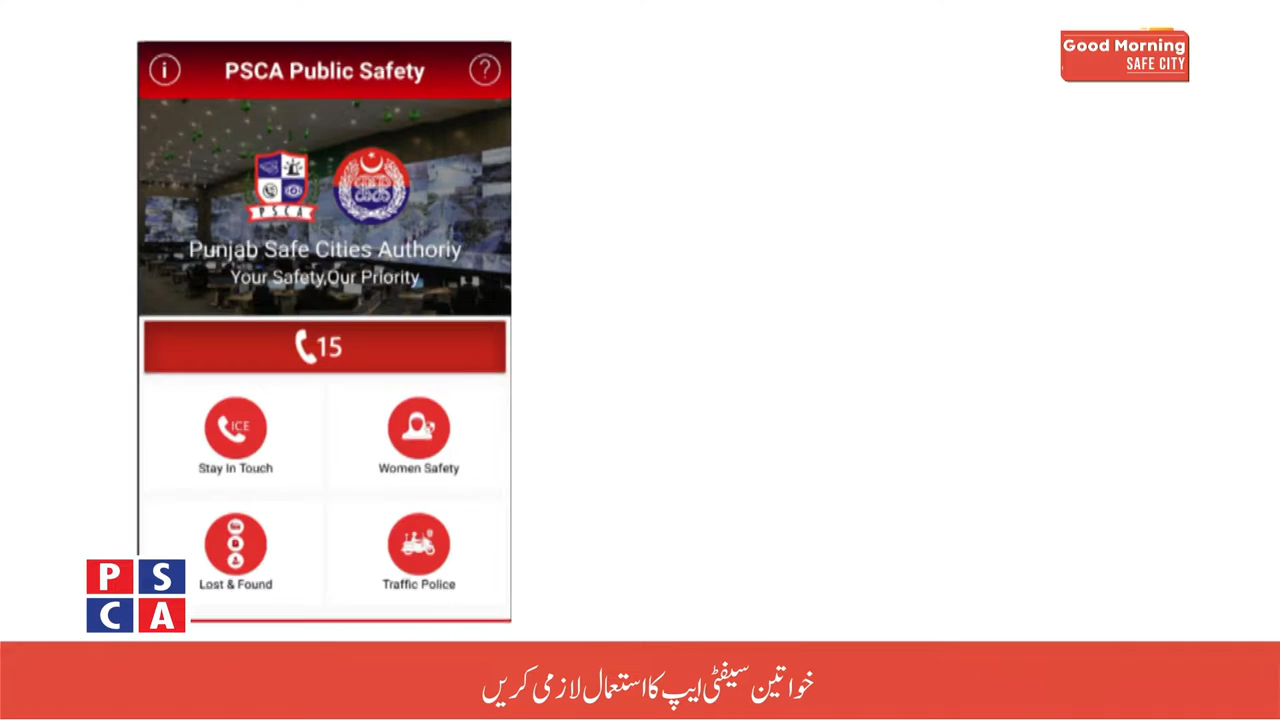 Good Morning
SAFE CITY
PSCA Public Safety
PSCA
Punjab Safe Cities Authoriy
Your Safety,Our Priority
15
ICE
Stay In Touch
Women Safety
Lost & Found
Traffic Police
P S
C A
خواتین سیفٹی ایپ کا استعمال لازمی کریں